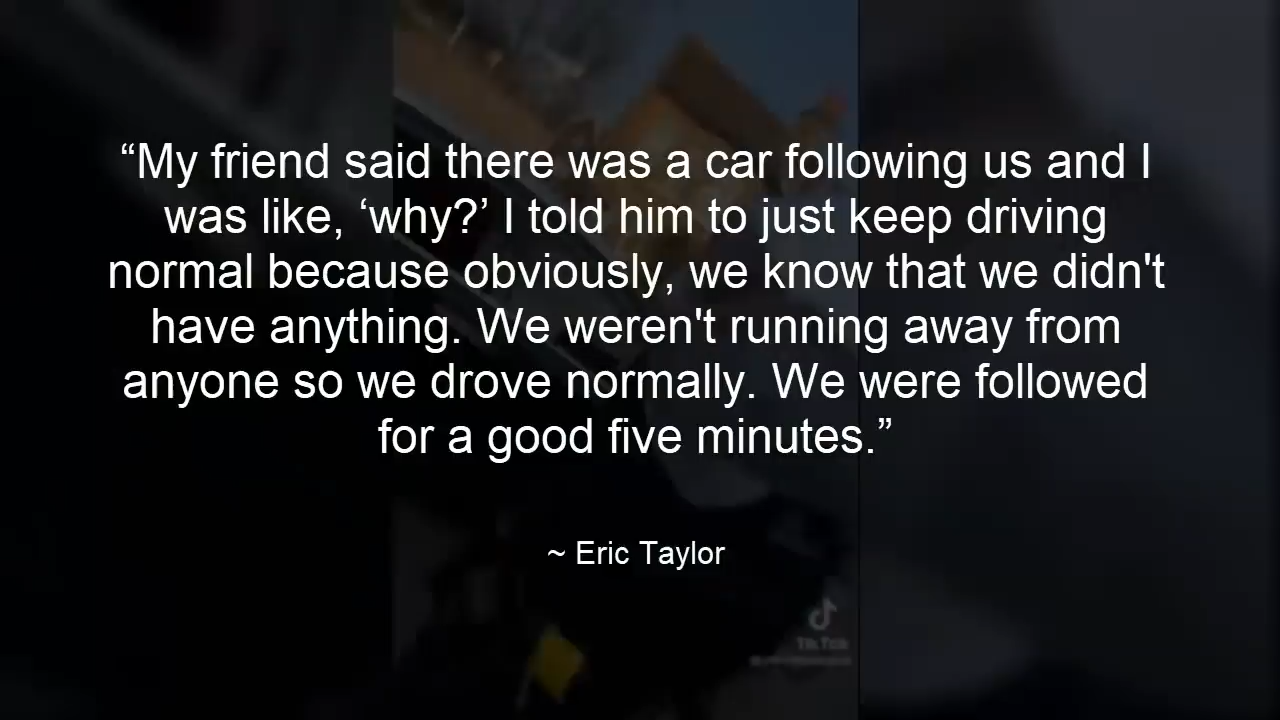 “My friend said there was a car following us and I
was like, ‘why?’ I told him to just keep driving
normal because obviously, we know that we didn't
have anything. We weren't running away from
anyone so we drove normally. We were followed
for a good five minutes.”
~ Eric Taylor
TikTok